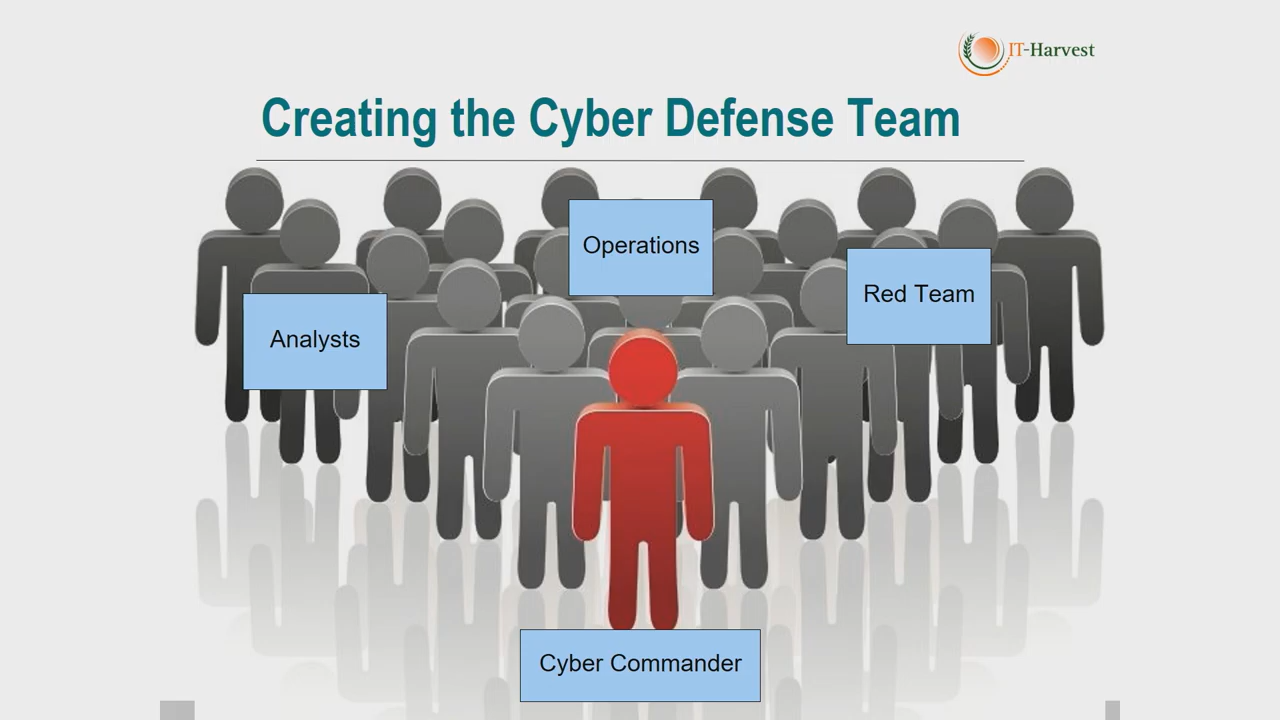 IT-Harvest
Creating the Cyber Defense Team
Operations
Red Team
Analysts
Cyber Commander